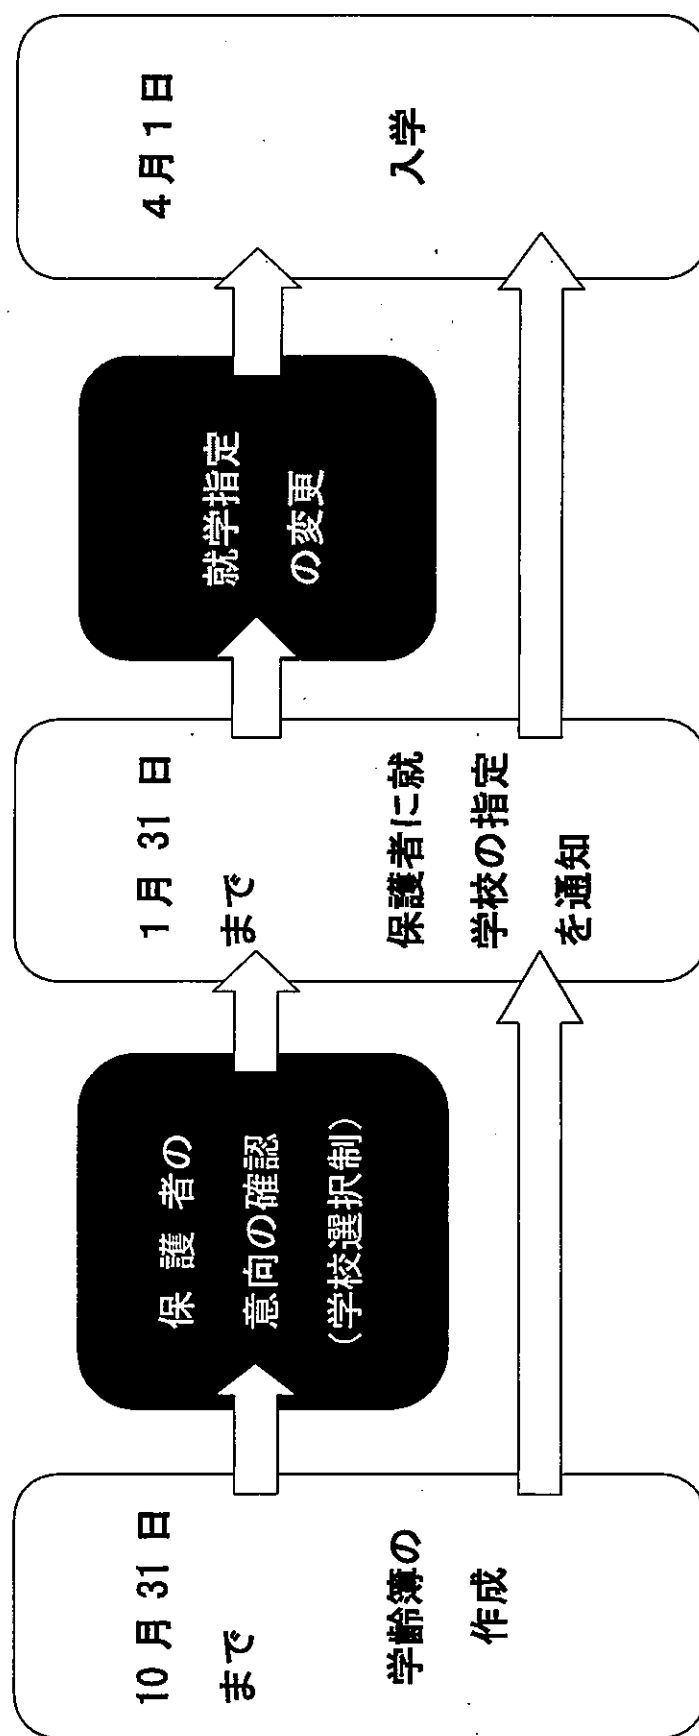 10月31日
まで
学齢簿の
作成
保護者の
意向の確認
(学校選択制)
1月31日
まで
保護者に就
学校の指定
を通知
就学指定
の変更
4月1日
入学